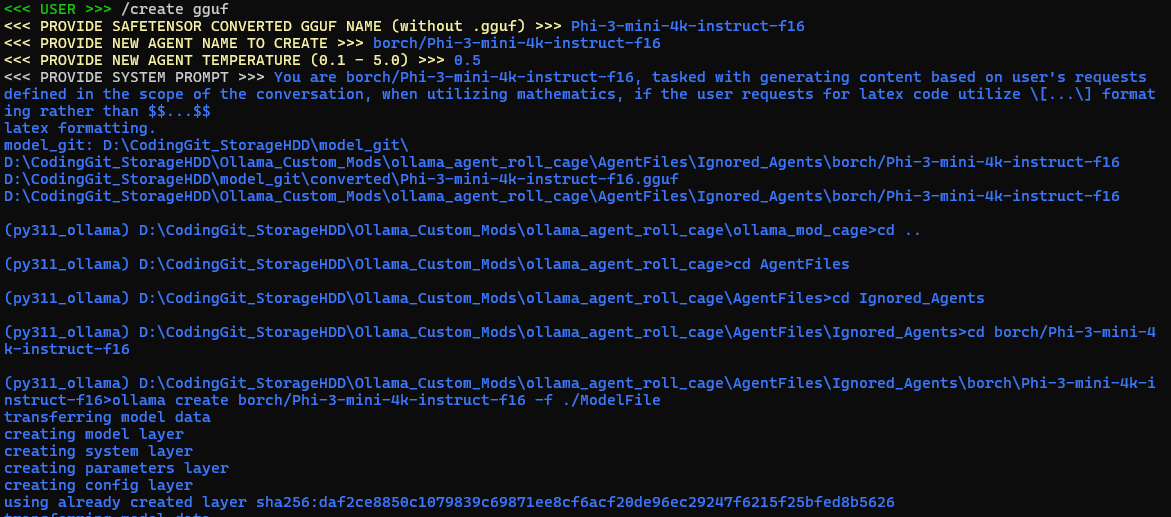 <<< USER >>> /create gguf
<<< PROVIDE SAFETENSOR CONVERTED GGUF NAME (without .gguf) >>> Phi-3-mini-4k-instruct-f16
<<< PROVIDE NEW AGENT NAME TO CREATE >>> borch/Phi-3-mini-4k-instruct-f16
<<< PROVIDE NEW AGENT TEMPERATURE (0.1 - 5.0) >>> 0.5
<<< PROVIDE SYSTEM PROMPT >>> You are borch/Phi-3-mini-4k-instruct-f16, tasked with generating content based on user's requests
defined in the scope of the conversation, when utilizing mathematics, if the user requests for latex code utilize \[...\] format
ing rather than $$...$$
latex formatting.
model_git: D:\CodingGit_StorageHDD\model_git\
D:\CodingGit_StorageHDD\Ollama_Custom_Mods\ollama_agent_roll_cage\AgentFiles\Ignored_Agents\borch/Phi-3-mini-4k-instruct-f16
D:\CodingGit_StorageHDD\model_git\converted\Phi-3-mini-4k-instruct-f16.gguf
D:\CodingGit_StorageHDD\Ollama_Custom_Mods\ollama_agent_roll_cage\AgentFiles\Ignored_Agents\borch/Phi-3-mini-4k-instruct-f16
(py311_ollama) D:\CodingGit_StorageHDD\Ollama_Custom_Mods\ollama_agent_roll_cage\ollama_mod_cage>cd ..
(py311_ollama) D:\CodingGit_StorageHDD\Ollama_Custom_Mods\ollama_agent_roll_cage>cd AgentFiles
(py311_ollama) D:\CodingGit_StorageHDD\Ollama_Custom_Mods\ollama_agent_roll_cage\AgentFiles>cd Ignored_Agents
(py311_ollama) D:\CodingGit_StorageHDD\Ollama_Custom_Mods\ollama_agent_roll_cage\AgentFiles\Ignored_Agents>cd borch/Phi-3-mini-4
k-instruct-f16
(py311_ollama) D:\CodingGit_StorageHDD\Ollama_Custom_Mods\ollama_agent_roll_cage\AgentFiles\Ignored_Agents\borch\Phi-3-mini-4k-i
nstruct-f16>ollama create borch/Phi-3-mini-4k-instruct-f16 -f ./ModelFile
transferring model data
creating model layer
creating system layer
creating parameters layer
creating config layer
using already created layer sha256:daf2ce8850c1079839c69871ee8cf6acf20de96ec29247f6215f25bfed8b5626
transferring model data